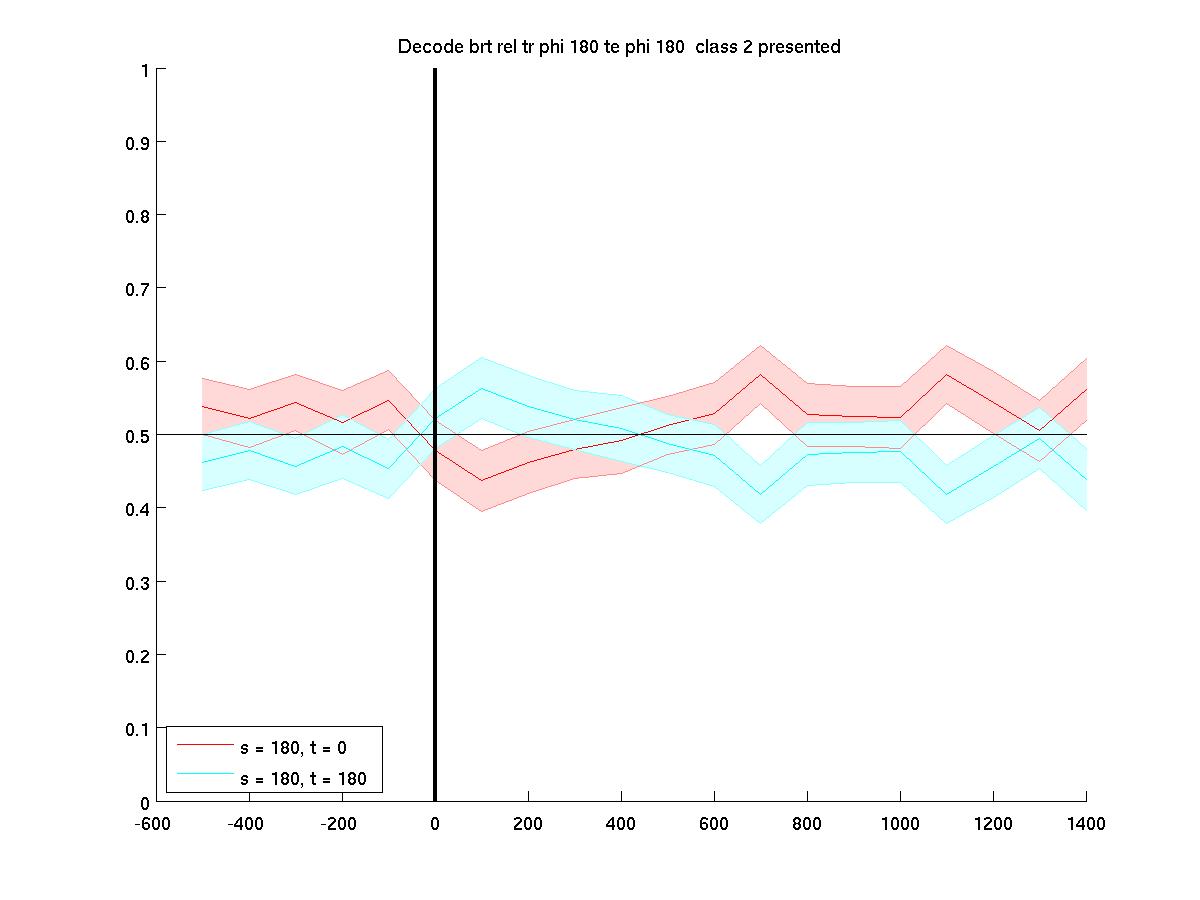 Decode brt rel tr phi 180 te phi 180  class 2 presented
1
0.9
0.8
0.7
0.6
0.5
0.4
0.3
0.2
0.1
0
s = 180, t = 0
s = 180, t = 180
-600 -400 -200 0 200 400 600 800 1000 1200 1400